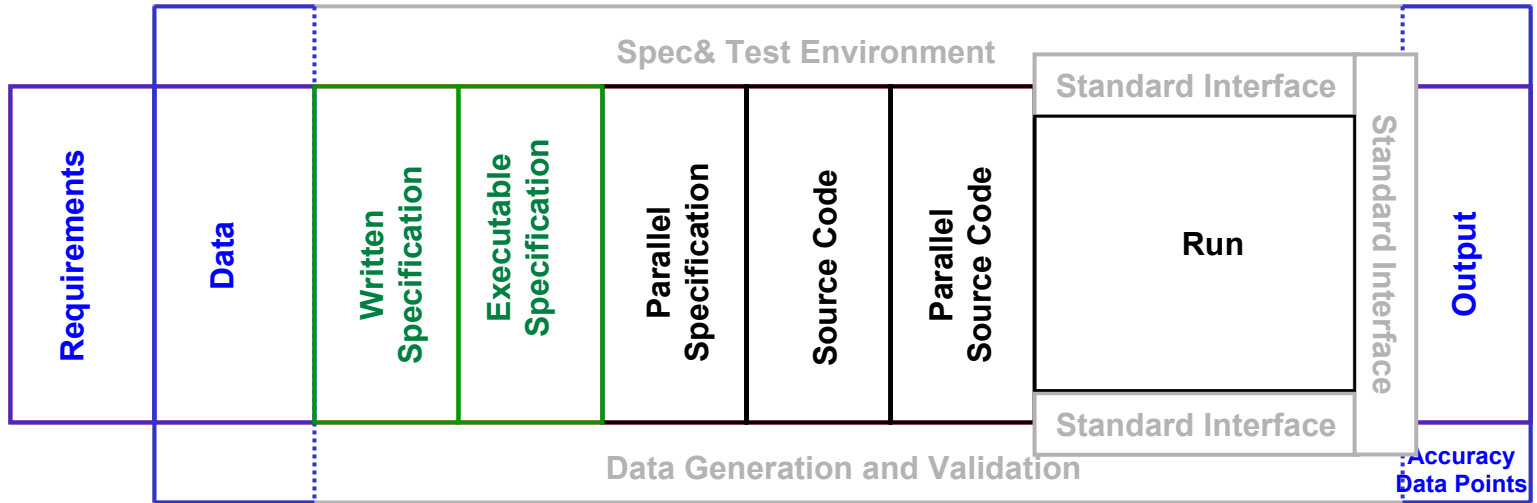 Spec& Test Environment
Requirements
Data
Written
Specification
Executable
Specification
Parallel
Specification
Source Code
Parallel
Source Code
Standard Interface
Run
Standard Interface
Standard Interface
Output
Data Generation and Validation
Accuracy
Data Points